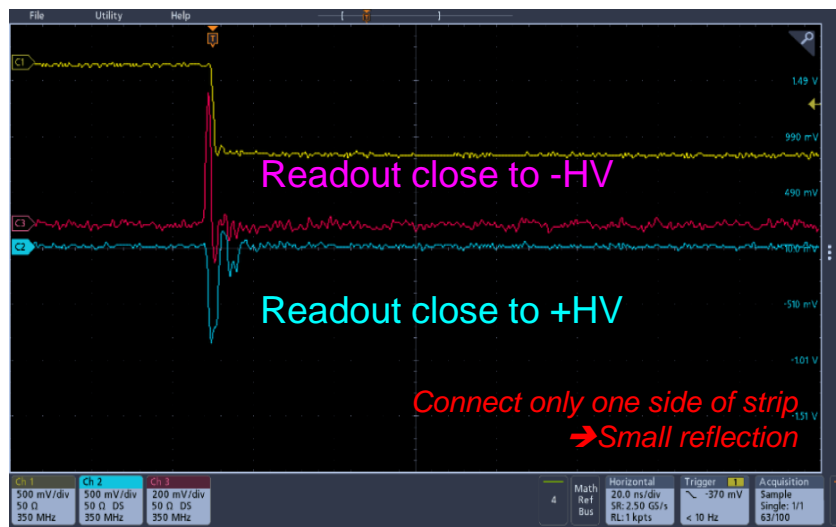 File Utility Help
T
C1
1.49 V
990 mV
Readout close to -HV
490 mV
C3
C2
10.0 mV
Readout close to +HV
-510 mV
-1.01 V
Connect only one side of strip
-1.51 V
➔Small reflection
Ch 1 Ch 2 Ch 3
500 mV/div 500 mV/div 200 mV/div
50 Ω 50 Ω DS 50 Ω DS
350 MHz 350 MHz 350 MHz
4
Math
Ref
Bus
Horizontal
20.0 ns/div
SR: 2.50 GS/s
RL: 1 kpts
Trigger 1
-370 mV
< 10 Hz
Acquisition
Sample
Single: 1/1
63/100